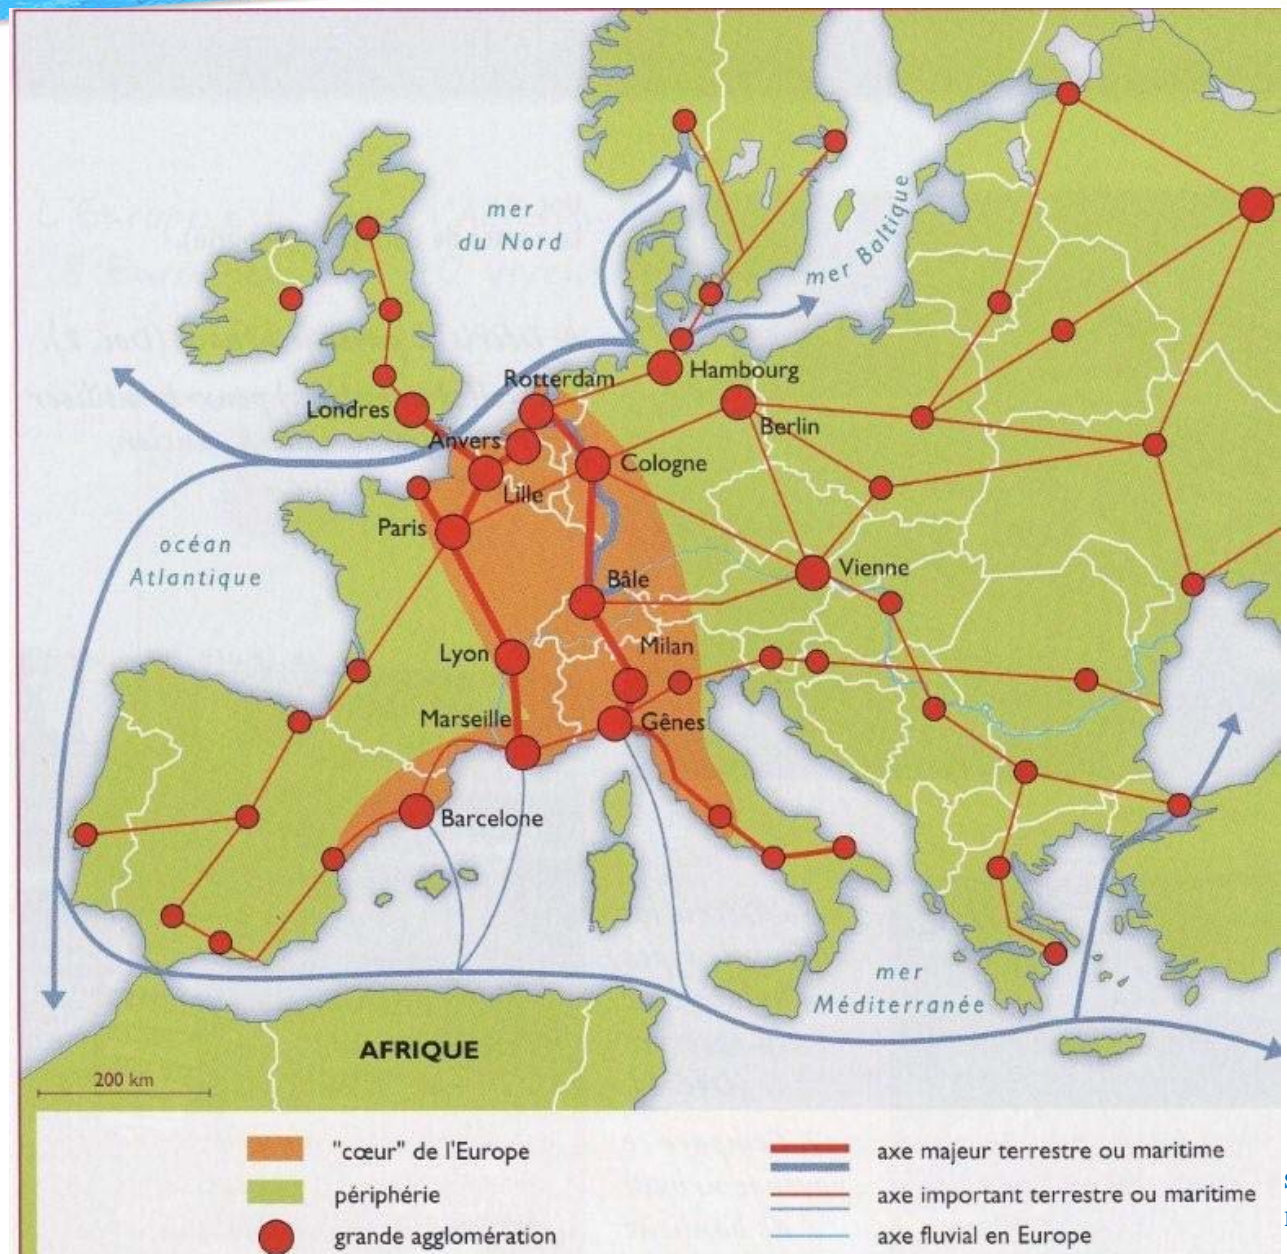 mer
du Nord
mer Baltique
Hambourg
Rotterdam
Londres
Berlin
Anvers
Cologne
Lille
Paris
océan
Atlantique
Vienne
Bâle
Lyon
Milan
Marseille
Gênes
Barcelone
mer
Méditerranée
AFRIQUE
200 km
"cœur" de l'Europe
périphérie
grande agglomération
axe majeur terrestre ou maritime
axe important terrestre ou maritime
axe fluvial en Europe